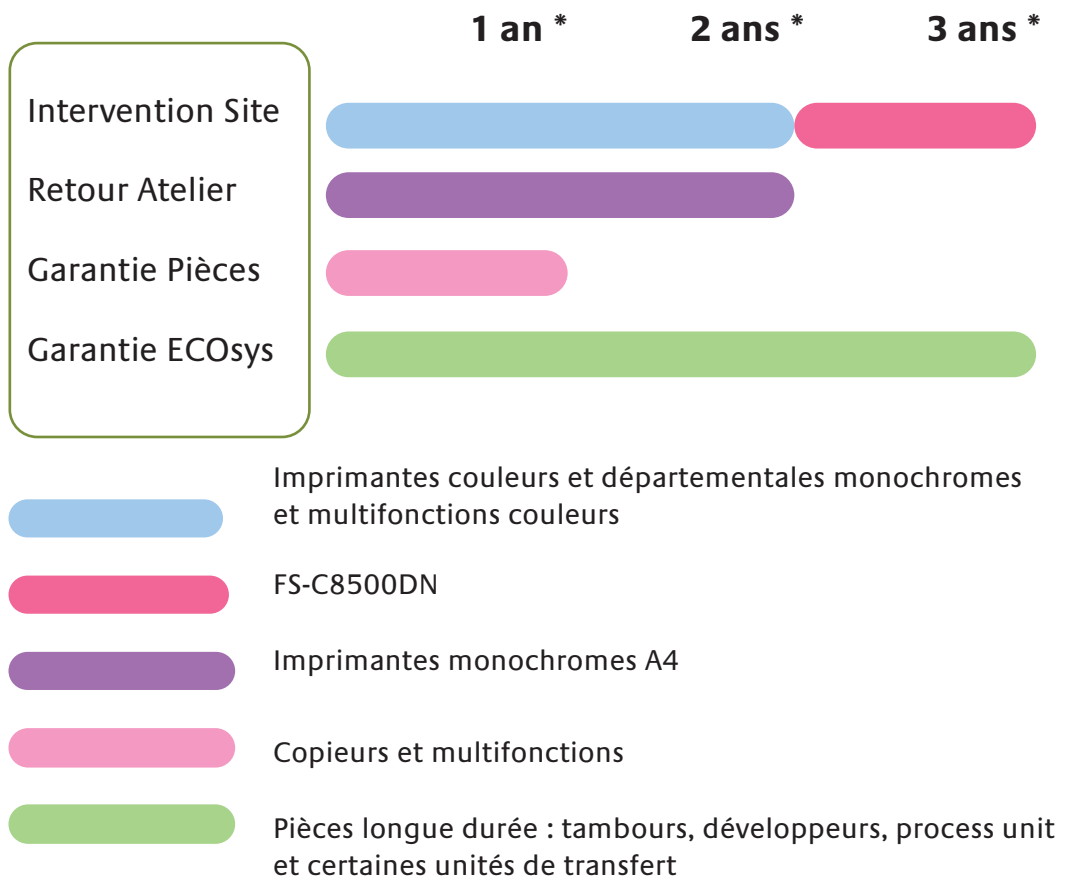 1 an *
2 ans *
3 ans *
Intervention Site
Retour Atelier
Garantie Pièces
Garantie ECOsys
Imprimantes couleurs et départementales monochromes
et multifonctions couleurs
FS-C8500DN
Imprimantes monochromes A4
Copieurs et multifonctions
Pièces longue durée : tambours, développeurs, process unit
et certaines unités de transfert